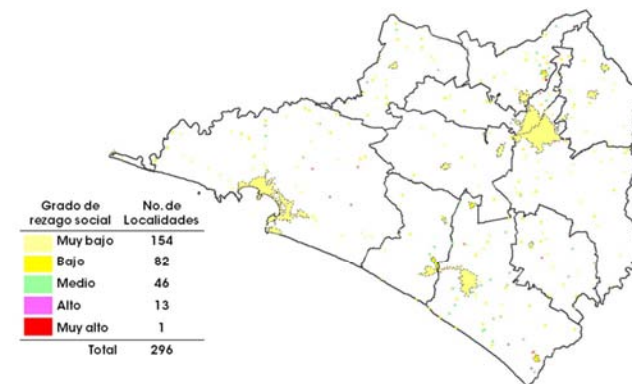 Grado de rezago social No. de Localidades
Muy bajo 154
Bajo 82
Medio 46
Alto 13
Muy alto 1
Total 296